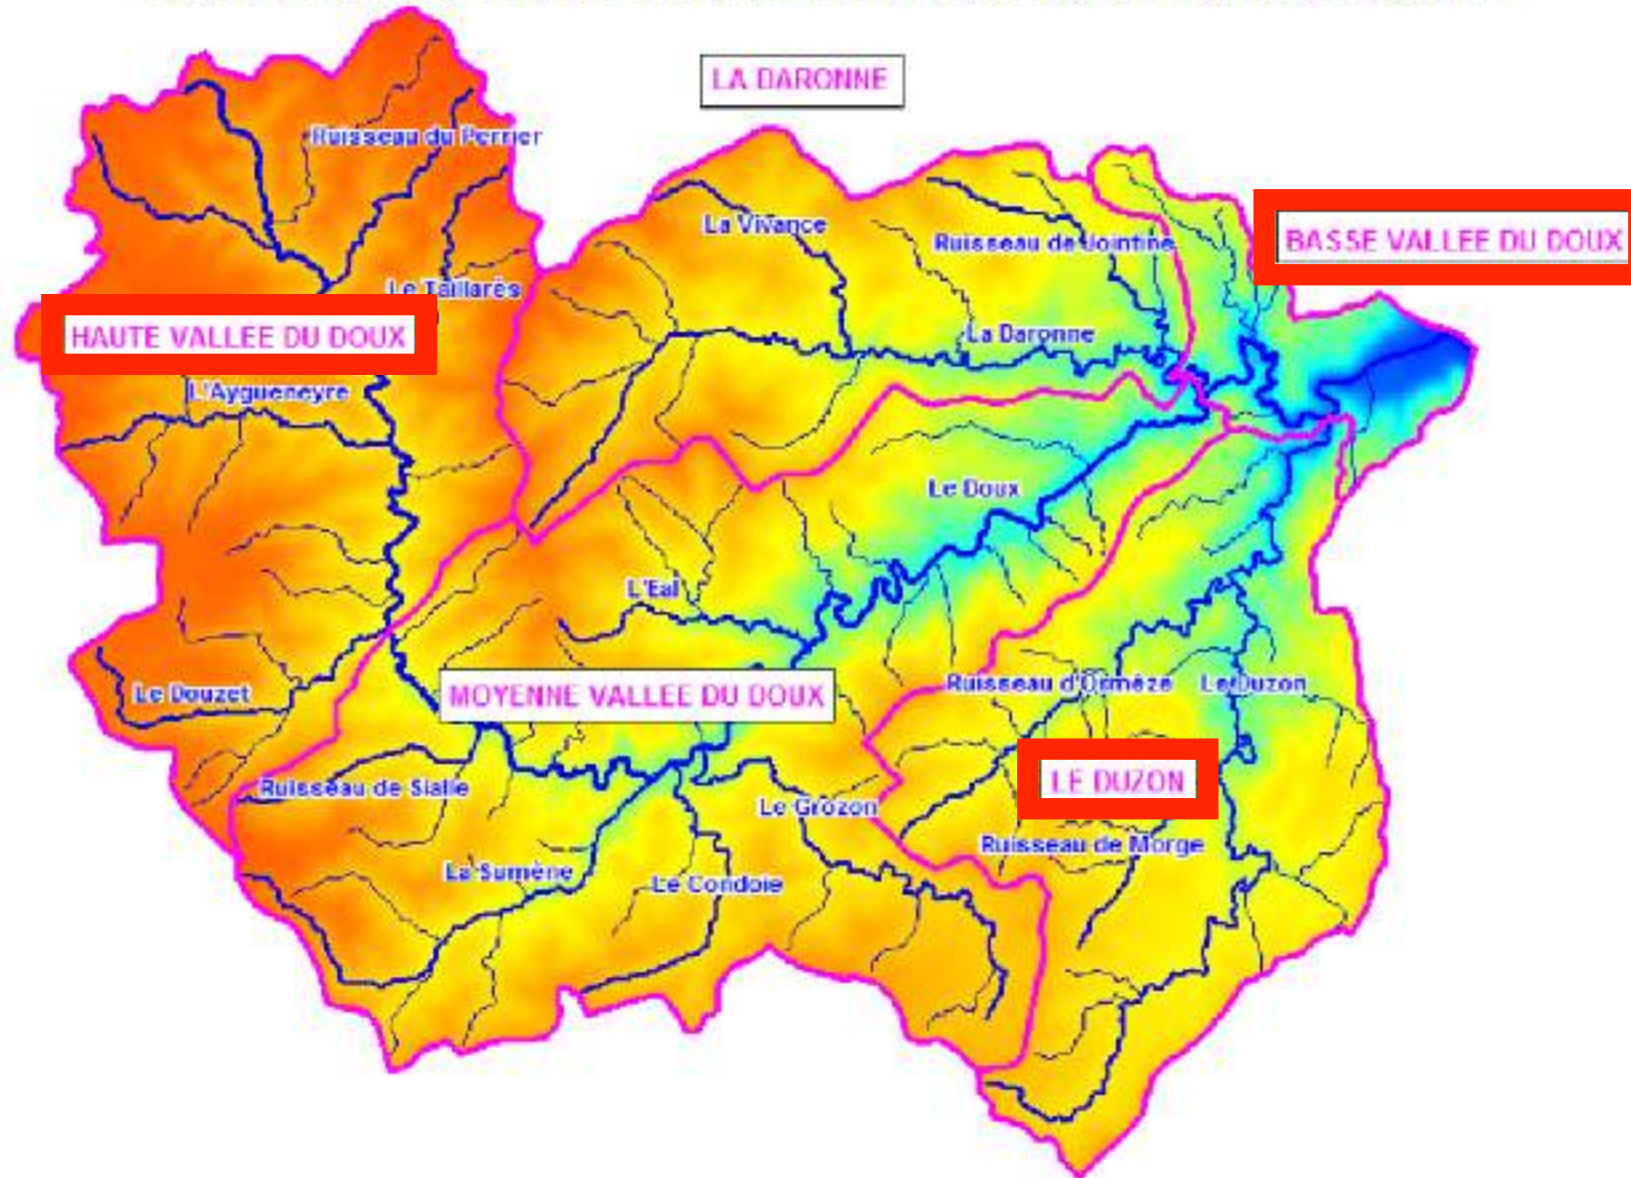 LA DARONNE
Ruisseau du Perrier
La Vivance
Ruisseau de Jointine
BASSE VALLEE DU DOUX
Le Taillarès
HAUTE VALLEE DU DOUX
La Daronne
L'Aygueneyre
Le Doux
L'Eal
Le Douzet
MOYENNE VALLEE DU DOUX
Ruisseau d'Ormèze
Le Duzon
LE DUZON
Ruisseau de Sialle
Le Grozon
Ruisseau de Morge
La Sumène
Le Condoie